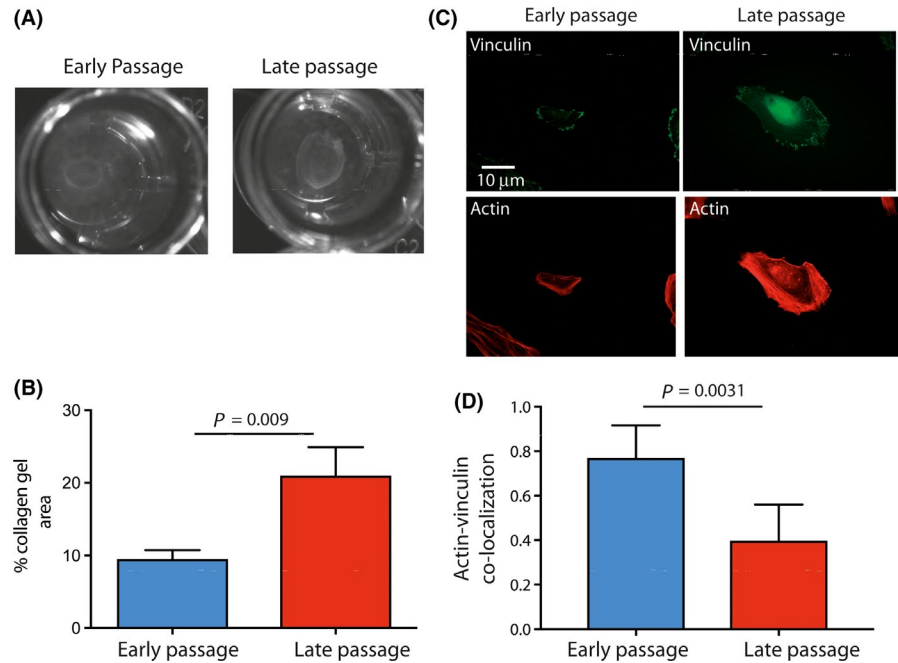 (A)
Early Passage
Late passage
C2
(B)
% collagen gel
area
30
20
10
0
P = 0.009
Early passage
Late passage
(C)
Early passage
Late passage
Vinculin
Vinculin
10 μm
Actin
Actin
(D)
Actin-vinculin
co-localization
1.0
0.8
0.6
0.4
0.2
0.0
P = 0.0031
Early passage
Late passage